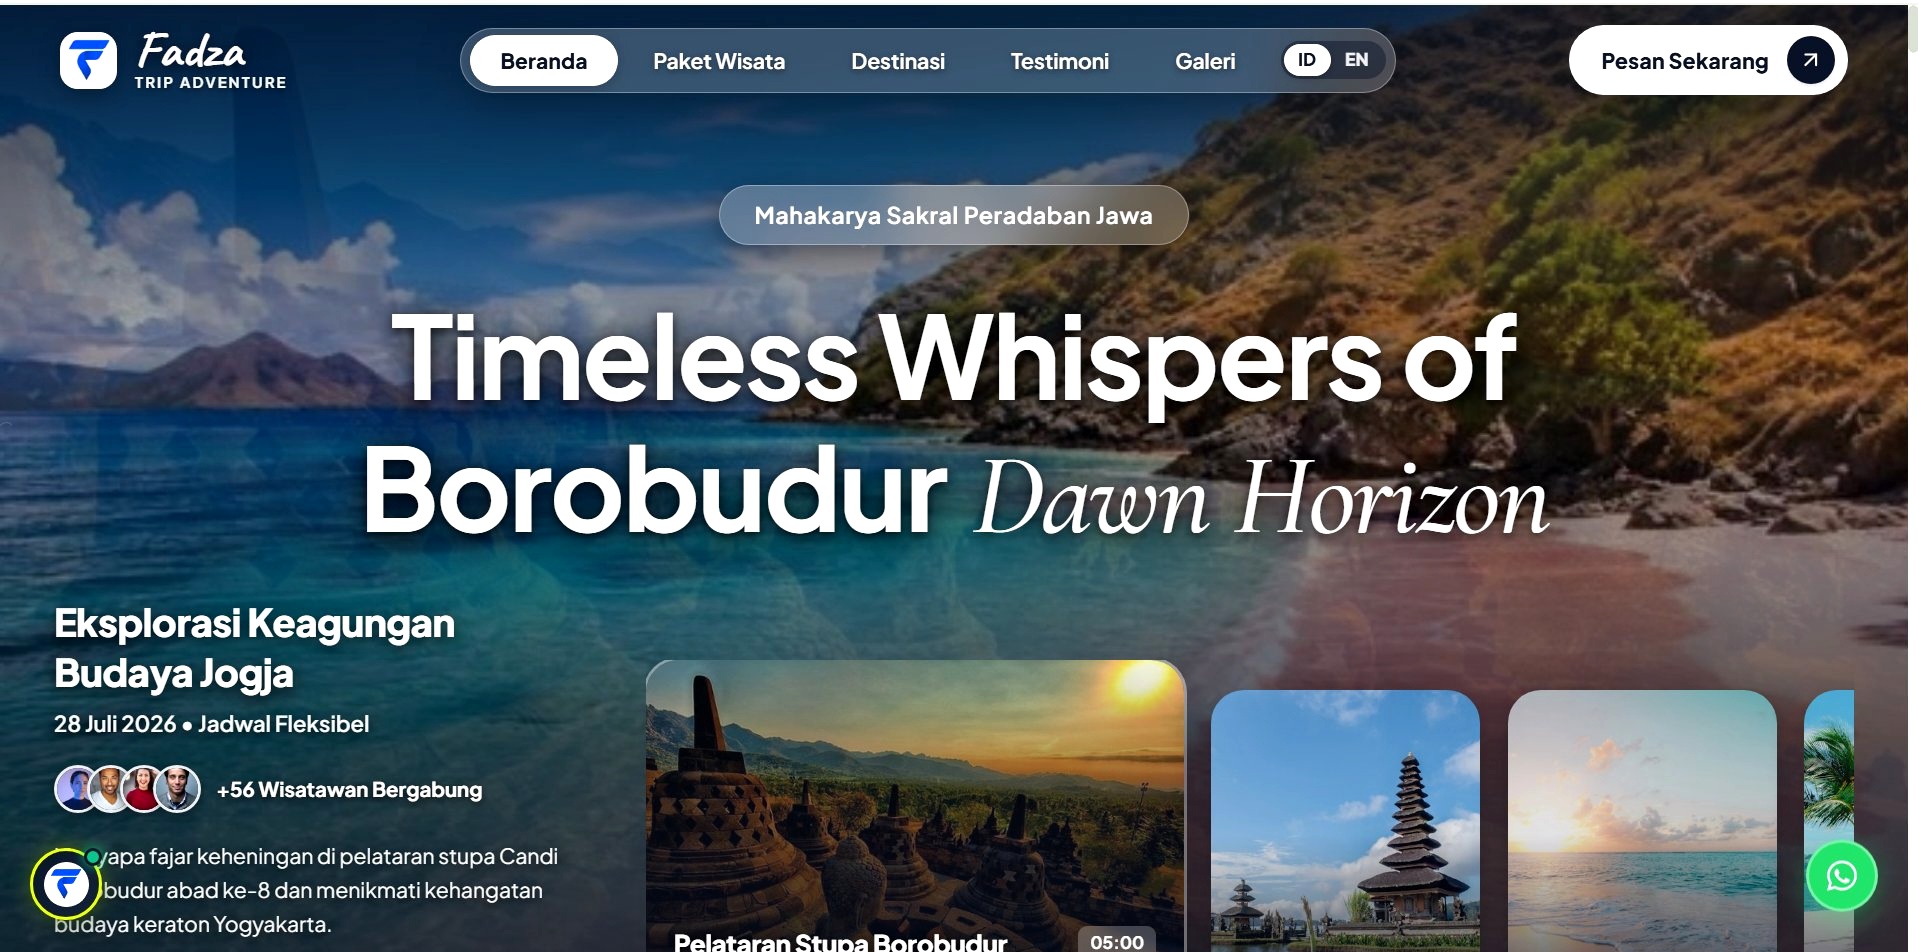 Fadza
TRIP ADVENTURE
Beranda
Paket Wisata
Destinasi
Testimoni
Galeri
ID
EN
Pesan Sekarang
Mahakarya Sakral Peradaban Jawa
Timeless Whispers of
Borobudur Dawn Horizon
Eksplorasi Keagungan
Budaya Jogja
28 Juli 2026 • Jadwal Fleksibel
+56 Wisatawan Bergabung
fajar keheningan di pelataran stupa Candi
abad ke-8 dan menikmati kehangatan
budaya keraton Yogyakarta.
Pelataran Stupa Borobudur
05:00